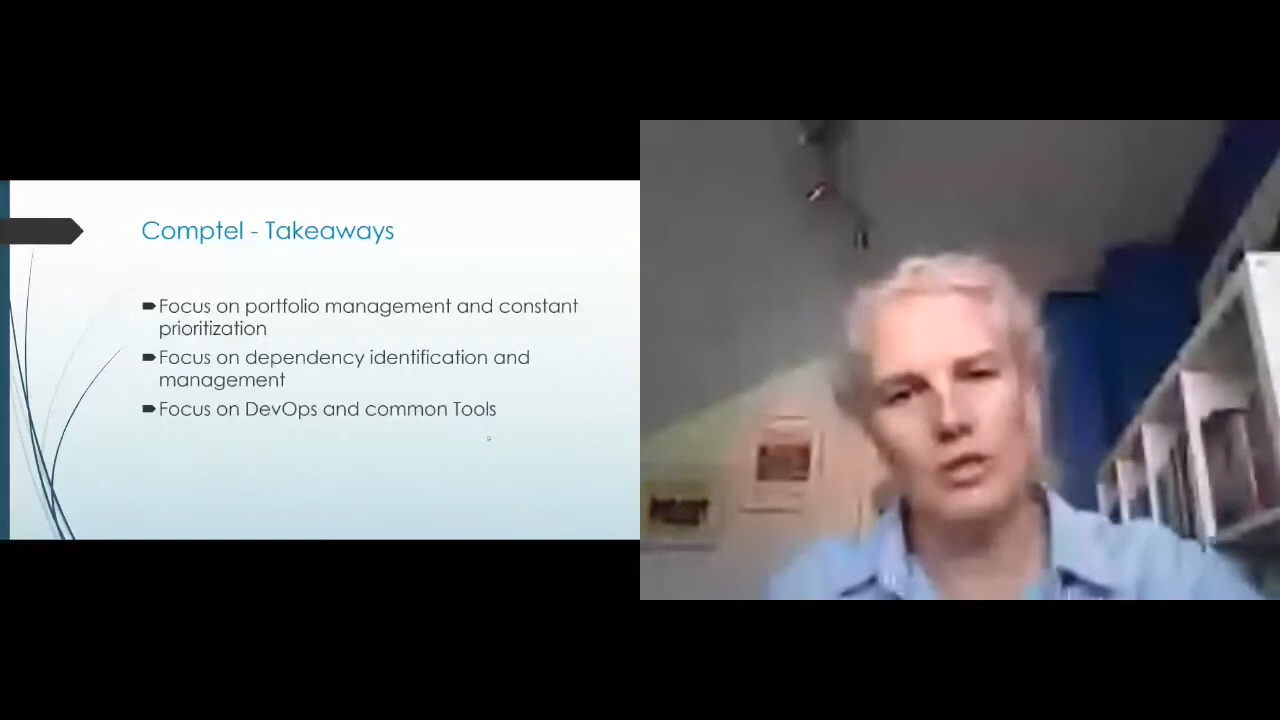 Comptel - Takeaways
Focus on portfolio management and constant
prioritization
Focus on dependency identification and
management
Focus on DevOps and common Tools